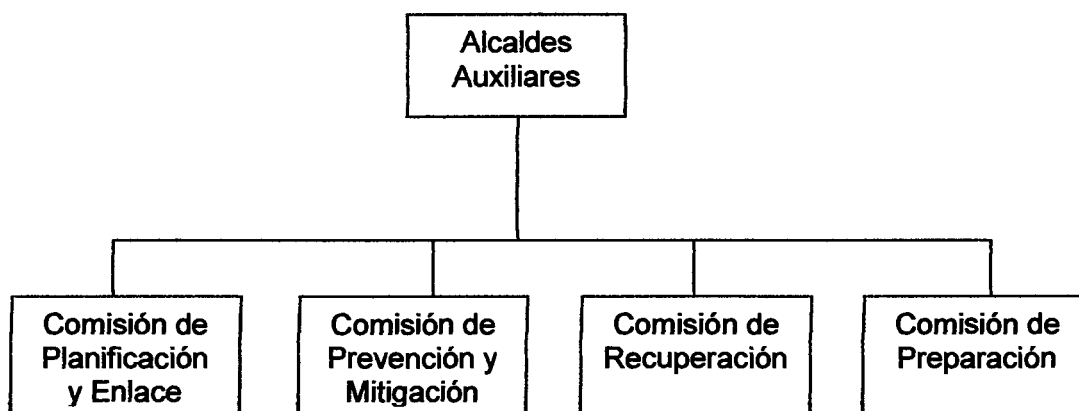 Alcaldes
Auxiliares
Comisión de
Planificación
y Enlace
Comisión de
Prevención y
Mitigación
Comisión de
Recuperación
Comisión de
Preparación